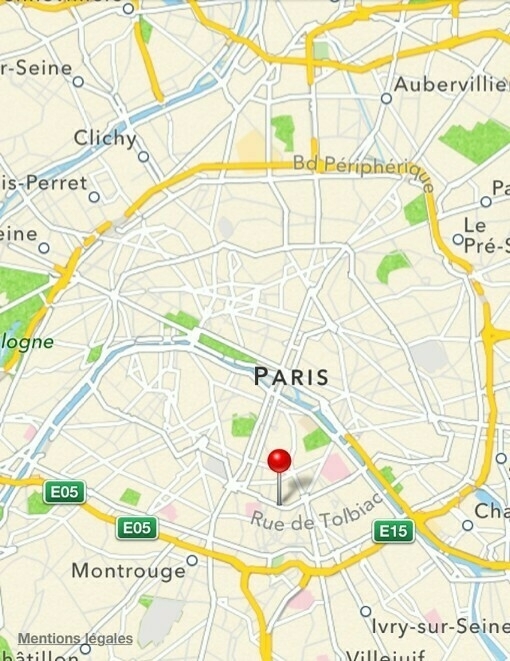 r-Seine
Aubervillie
Clichy
Bd Périphérique
is-Perret
Pa
eine
Le
Pré-S
logne
PARIS
E05
Rue de Tolbiac
E05
E15
Cha
Montrouge
Ivry-sur-Seine
Mentions légales
hâtillon
Villejuif